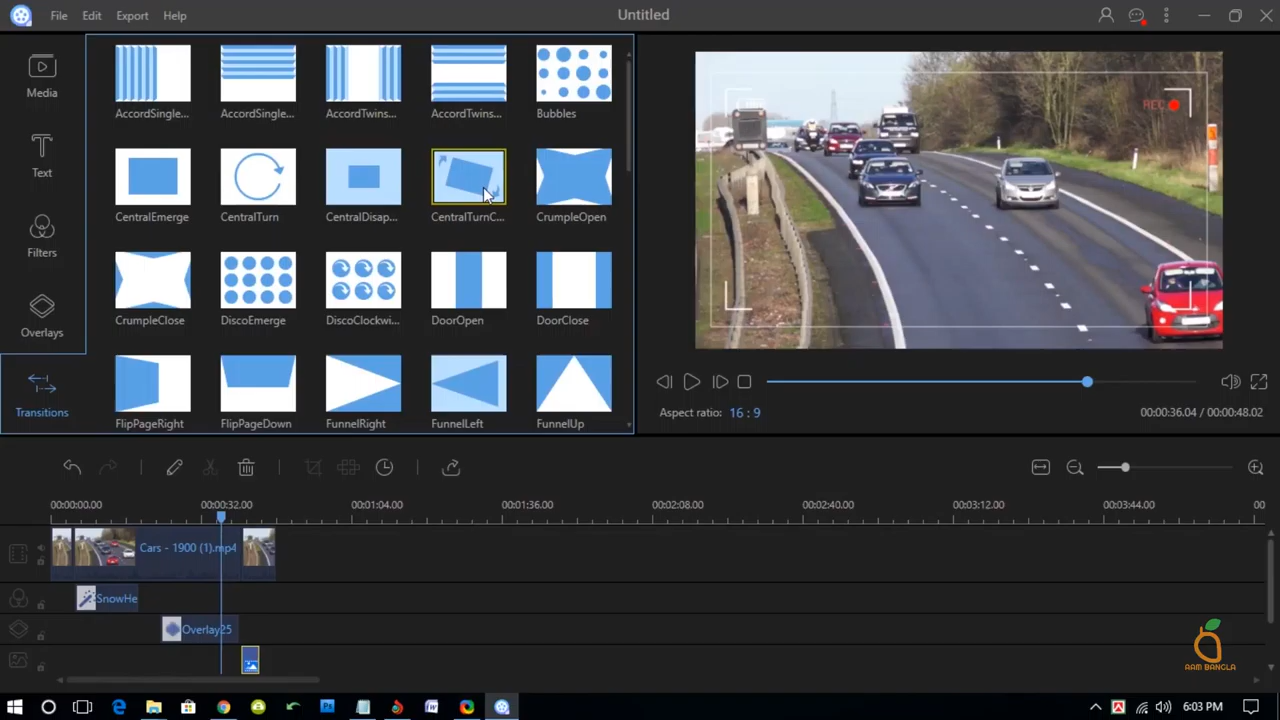 File Edit Export Help
Untitled
Media
Text
Filters
Overlays
Transitions
AccordSingle... AccordSingle... AccordTwins... AccordTwins... Bubbles
CentralEmerge CentralTurn CentralDisap... CentralTurnC... CrumpleOpen
CrumpleClose DiscoEmerge DiscoClockwi... DoorOpen DoorClose
FlipPageRight FlipPageDown FunnelRight FunnelLeft FunnelUp
REC
Aspect ratio: 16 : 9
00:00:36.04 / 00:00:48.02
00:00:00.00 00:00:32.00 00:01:04.00 00:01:36.00 00:02:08.00 00:02:40.00 00:03:12.00 00:03:44.00 00
Cars - 1900 (1).mp4
SnowHe
Overlay25
AAM BANGLA
6:03 PM